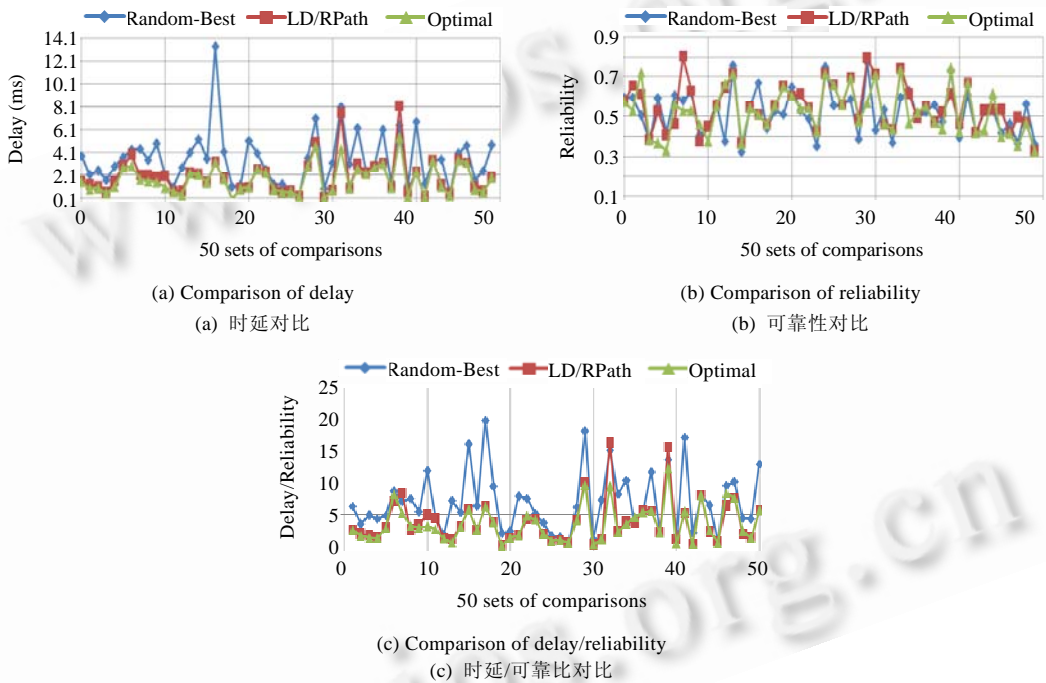 Random-Best LD/RPath Optimal
14.1
12.1
10.1
8.1
6.1
4.1
2.1
0.1
Delay (ms)
0 10 20 30 40 50
50 sets of comparisons
(a) Comparison of delay
(a) 时延对比
Random-Best LD/RPath Optimal
0.9
0.7
0.5
0.3
0.1
Reliability
0 10 20 30 40 50
50 sets of comparisons
(b) Comparison of reliability
(b) 可靠性对比
Random-Best LD/RPath Optimal
25
20
15
10
5
0
Delay/Reliability
0 10 20 30 40 50
50 sets of comparisons
(c) Comparison of delay/reliability
(c) 时延/可靠比对比
.org.cn